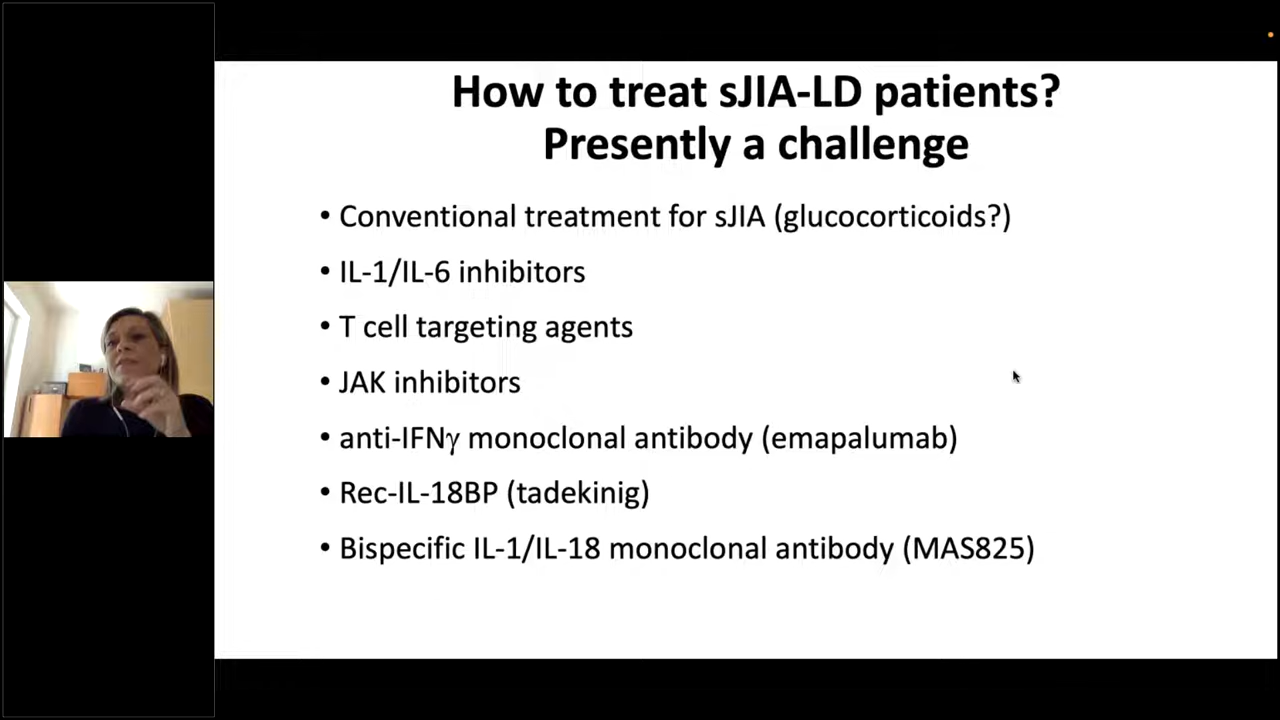 How to treat sJIA-LD patients?
Presently a challenge
• Conventional treatment for sJIA (glucocorticoids?)
• IL-1/IL-6 inhibitors
• T cell targeting agents
• JAK inhibitors
• anti-IFNγ monoclonal antibody (emapalumab)
• Rec-IL-18BP (tadekinig)
• Bispecific IL-1/IL-18 monoclonal antibody (MAS825)